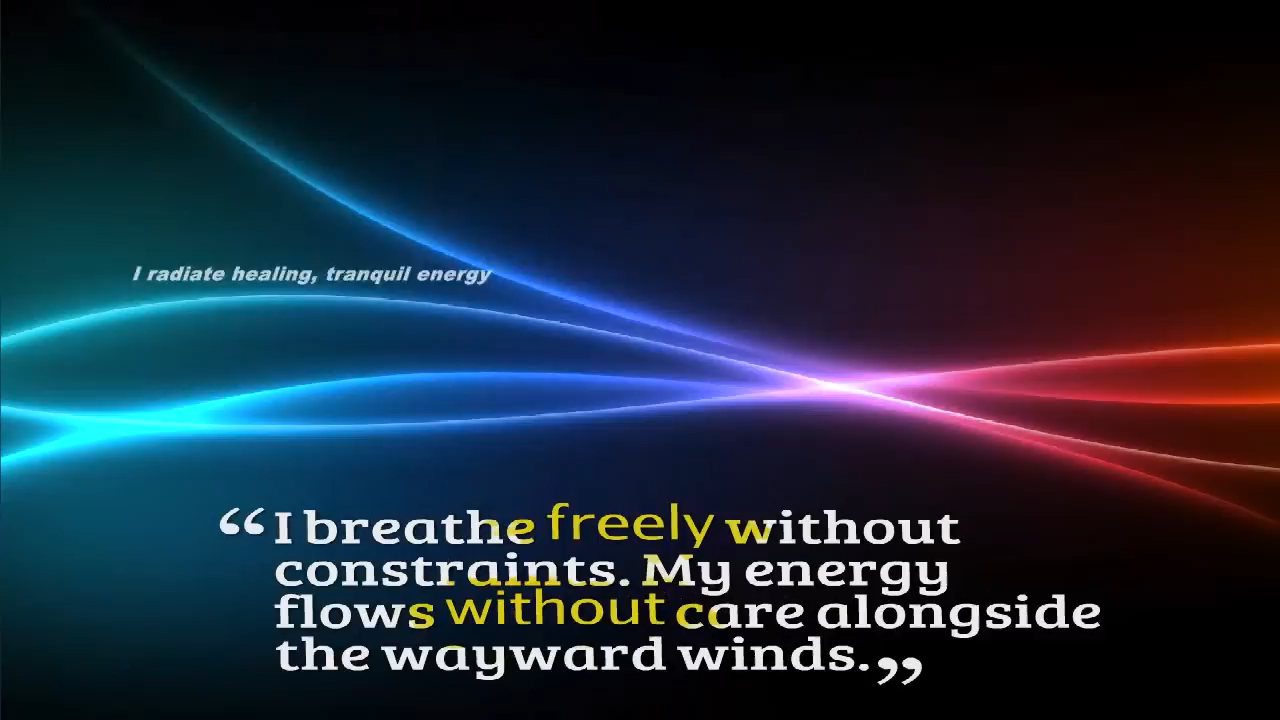 I radiate healing, tranquil energy
“I breathe freely without
constraints. My energy
flows without care alongside
the wayward winds.”